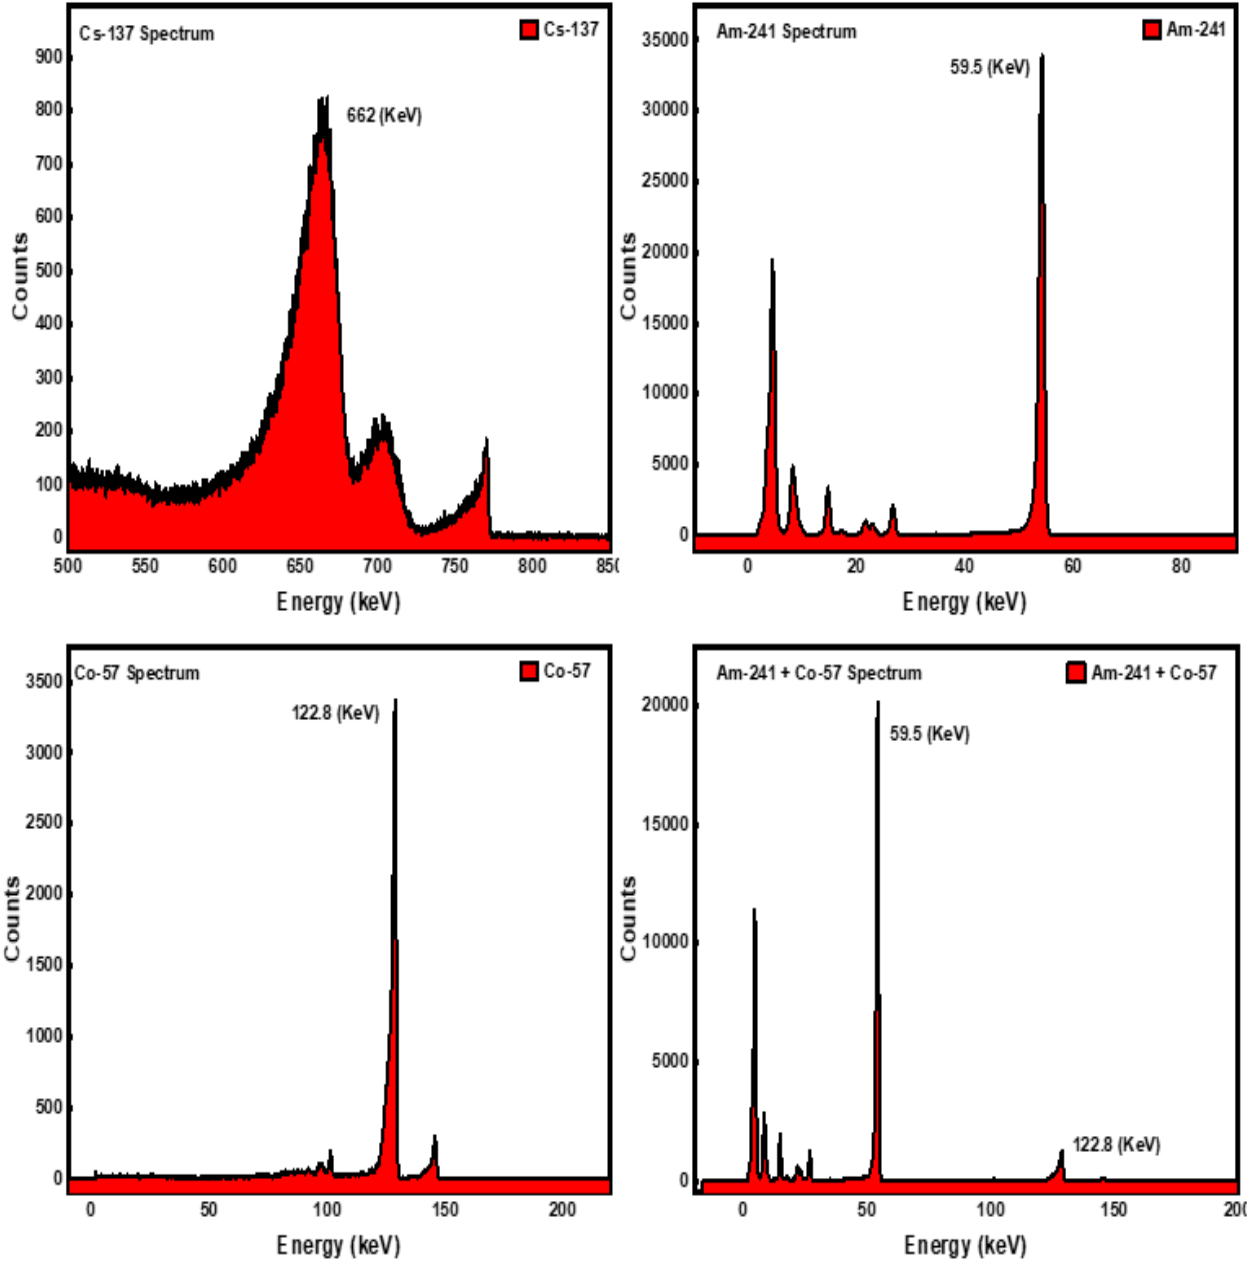 Cs-137 Spectrum
Cs-137
662 (KeV)
900
800
700
600
500
400
300
200
100
0
Counts
500 550 600 650 700 750 800 850
Energy (keV)
Am-241 Spectrum
Am-241
59.5 (KeV)
35000
30000
25000
20000
15000
10000
5000
0
Counts
0 20 40 60 80
Energy (keV)
Co-57 Spectrum
Co-57
122.8 (KeV)
3500
3000
2500
2000
1500
1000
500
0
Counts
0 50 100 150 200
Energy (keV)
Am-241 + Co-57 Spectrum
Am-241 + Co-57
59.5 (KeV)
122.8 (KeV)
20000
15000
10000
5000
0
Counts
0 50 100 150 200
Energy (keV)